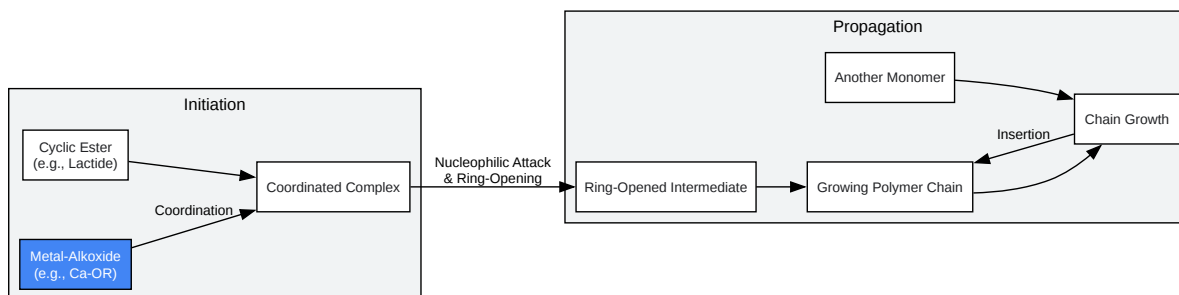 Initiation
Cyclic Ester
(e.g., Lactide)
Coordination
Metal-Alkoxide
(e.g., Ca-OR)
Coordinated Complex
Nucleophilic Attack
& Ring-Opening
Propagation
Another Monomer
Chain Growth
Insertion
Ring-Opened Intermediate
Growing Polymer Chain